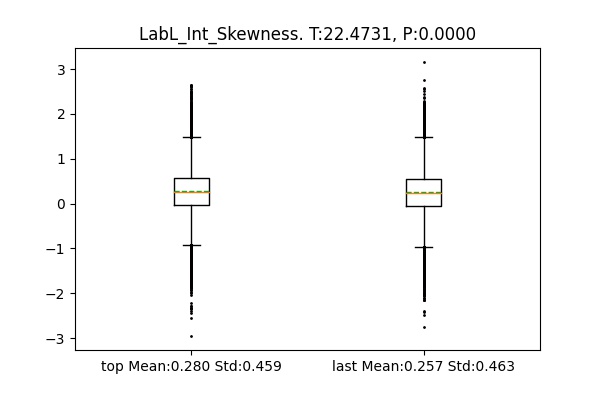 LabL_Int_Skewness. T:22.4731, P:0.0000
3
2
1
0
−1
−2
−3
top Mean:0.280 Std:0.459
last Mean:0.257 Std:0.463